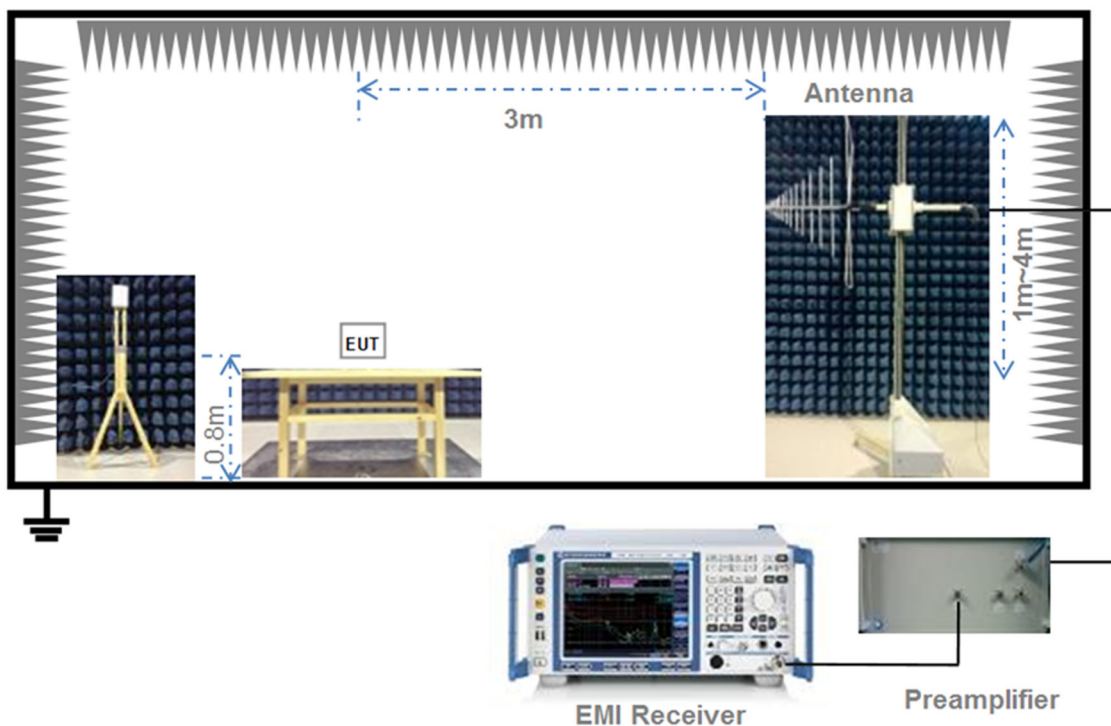 Antenna
3m
1m~4m
EUT
0.8m
EMI Receiver
Preamplifier